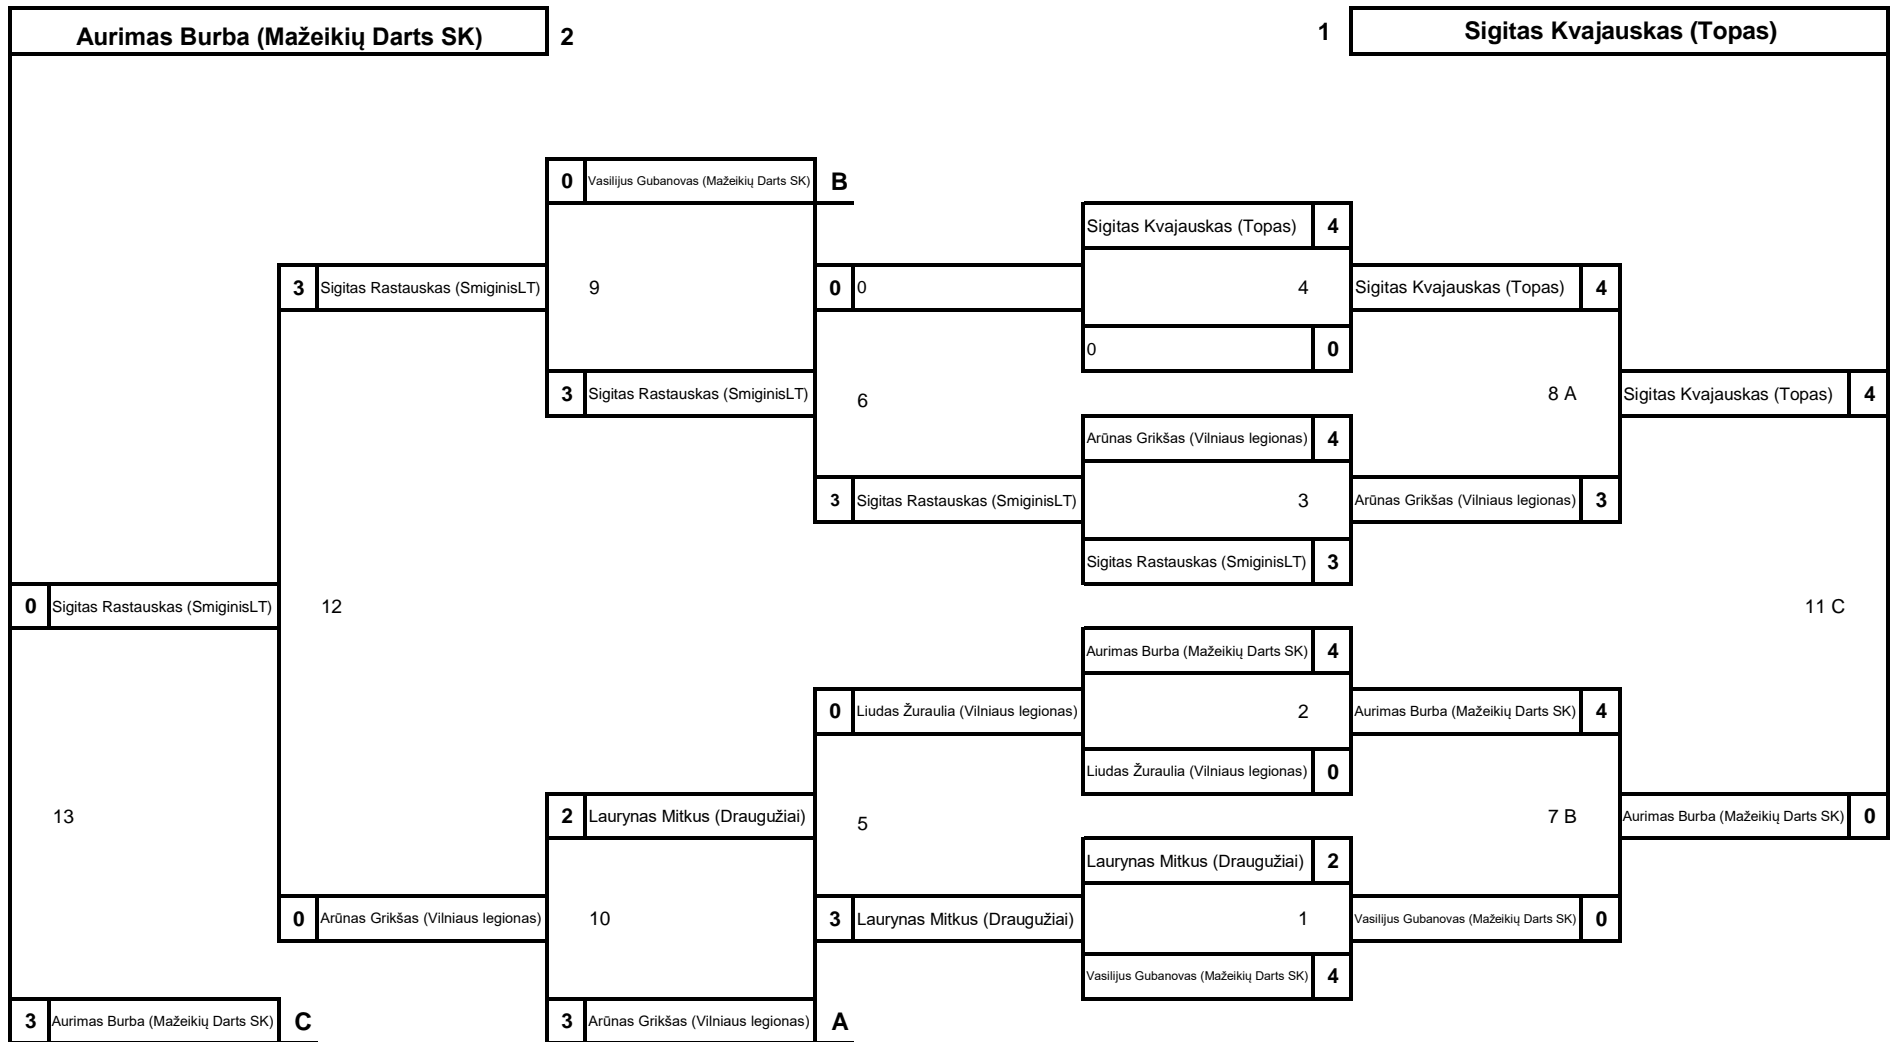 Aurimas Burba (Mažeikių Darts SK) 2 1 Sigitas Kvajauskas (Topas)
0 Vasilijus Gubanovas (Mažeikių Darts SK) B
Sigitas Kvajauskas (Topas) 4
3 Sigitas Rastauskas (SmiginisLT) 9 0 0 4 Sigitas Kvajauskas (Topas) 4
0 0
3 Sigitas Rastauskas (SmiginisLT) 6 8 A Sigitas Kvajauskas (Topas) 4
Arūnas Grikšas (Vilniaus legionas) 4
3 Sigitas Rastauskas (SmiginisLT) 3 Arūnas Grikšas (Vilniaus legionas) 3
Sigitas Rastauskas (SmiginisLT) 3
0 Sigitas Rastauskas (SmiginisLT) 12 11 C
Aurimas Burba (Mažeikių Darts SK) 4
0 Liudas Žuraulia (Vilniaus legionas) 2 Aurimas Burba (Mažeikių Darts SK) 4
Liudas Žuraulia (Vilniaus legionas) 0
13 2 Laurynas Mitkus (Draugužiai) 5 7 B Aurimas Burba (Mažeikių Darts SK) 0
Laurynas Mitkus (Draugužiai) 2
0 Arūnas Grikšas (Vilniaus legionas) 10 3 Laurynas Mitkus (Draugužiai) 1 Vasilijus Gubanovas (Mažeikių Darts SK) 0
Vasilijus Gubanovas (Mažeikių Darts SK) 4
3 Aurimas Burba (Mažeikių Darts SK) C 3 Arūnas Grikšas (Vilniaus legionas) A